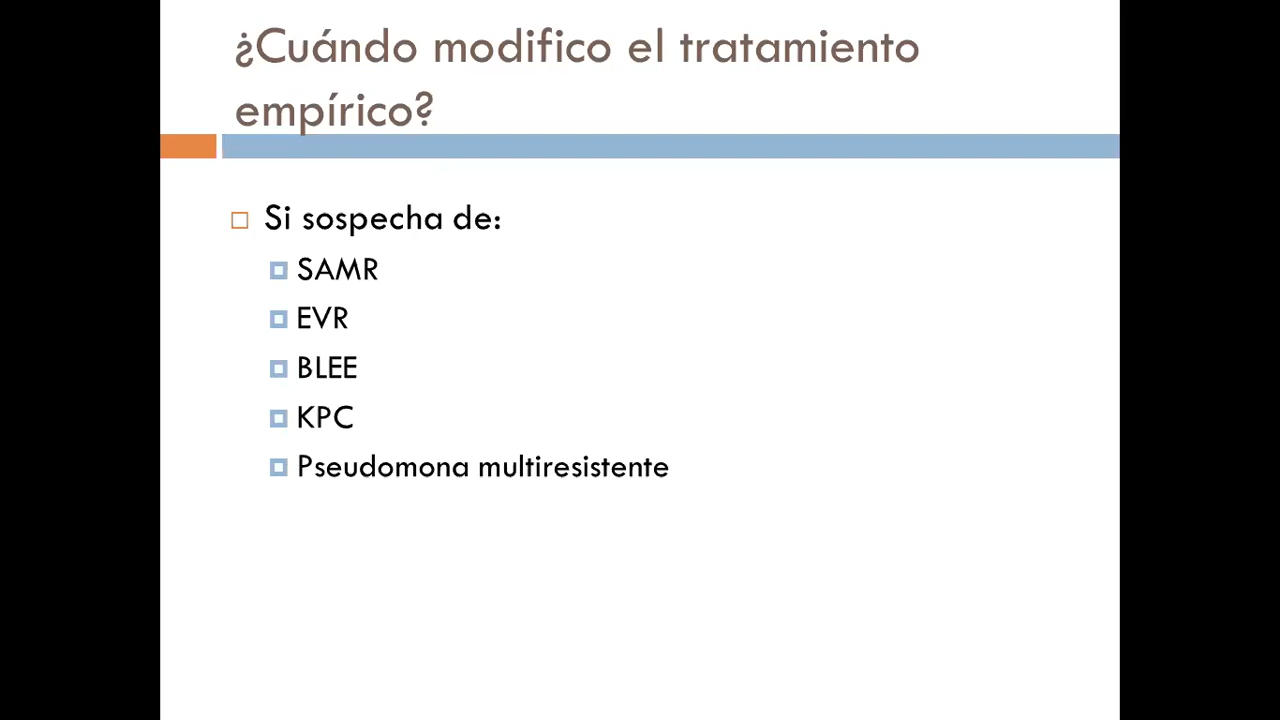 ¿Cuándo modifico el tratamiento
empírico?
Si sospecha de:
SAMR
EVR
BLEE
KPC
Pseudomona multiresistente